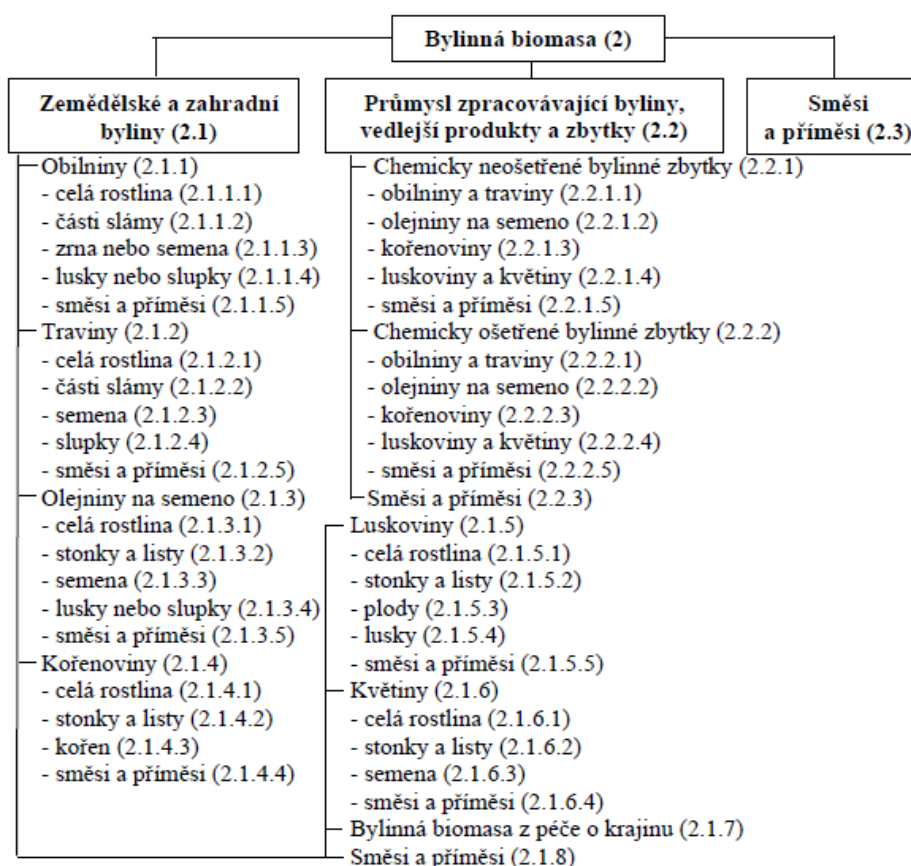 Bylinná biomasa (2)
Zemědělské a zahradní
byliny (2.1)
Průmysl zpracovávající byliny,
vedlejší produkty a zbytky (2.2)
Směsi
a příměsi (2.3)
Obilniny (2.1.1)
- celá rostlina (2.1.1.1)
- části slámy (2.1.1.2)
- zrna nebo semena (2.1.1.3)
- lusky nebo slupky (2.1.1.4)
- směsi a příměsi (2.1.1.5)
Traviny (2.1.2)
- celá rostlina (2.1.2.1)
- části slámy (2.1.2.2)
- semena (2.1.2.3)
- slupky (2.1.2.4)
- směsi a příměsi (2.1.2.5)
Olejniny na semeno (2.1.3)
- celá rostlina (2.1.3.1)
- stonky a listy (2.1.3.2)
- semena (2.1.3.3)
- lusky nebo slupky (2.1.3.4)
- směsi a příměsi (2.1.3.5)
Kořenoviny (2.1.4)
- celá rostlina (2.1.4.1)
- stonky a listy (2.1.4.2)
- kořen (2.1.4.3)
- směsi a příměsi (2.1.4.4)
Chemicky neošetřené bylinné zbytky (2.2.1)
- obilniny a traviny (2.2.1.1)
- olejniny na semeno (2.2.1.2)
- kořenoviny (2.2.1.3)
- luskoviny a květiny (2.2.1.4)
- směsi a příměsi (2.2.1.5)
Chemicky ošetřené bylinné zbytky (2.2.2)
- obilniny a traviny (2.2.2.1)
- olejniny na semeno (2.2.2.2)
- kořenoviny (2.2.2.3)
- luskoviny a květiny (2.2.2.4)
- směsi a příměsi (2.2.2.5)
Směsi a příměsi (2.2.3)
Luskoviny (2.1.5)
- celá rostlina (2.1.5.1)
- stonky a listy (2.1.5.2)
- plody (2.1.5.3)
- lusky (2.1.5.4)
- směsi a příměsi (2.1.5.5)
Květiny (2.1.6)
- celá rostlina (2.1.6.1)
- stonky a listy (2.1.6.2)
- semena (2.1.6.3)
- směsi a příměsi (2.1.6.4)
Bylinná biomasa z péče o krajinu (2.1.7)
Směsi a příměsi (2.1.8)